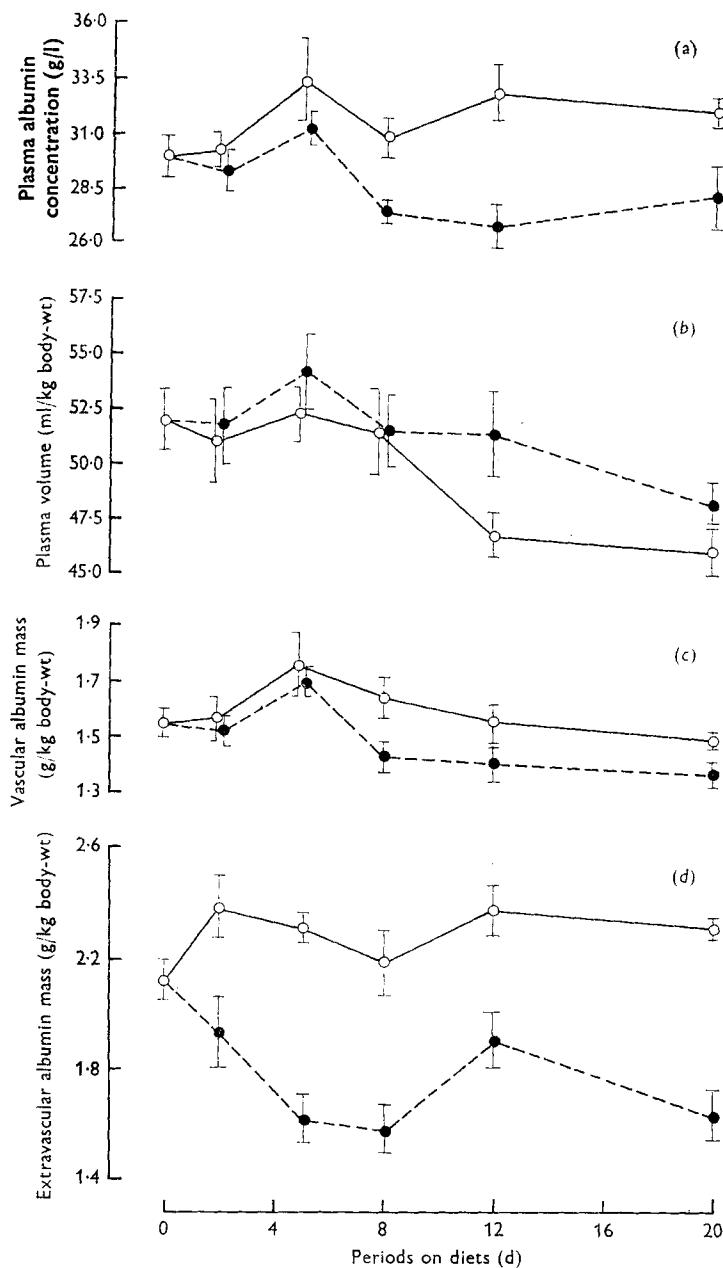 36·0
33·5
31·0
28·5
26·0
Plasma albumin
concentration (g/l)
(a)
57·5
55·0
52·5
50·0
47·5
45·0
Plasma volume (ml/kg body-wt)
(b)
1·9
1·7
1·5
1·3
Vascular albumin mass
(g/kg body-wt)
(c)
2·6
2·2
1·8
1·4
Extravascular albumin mass (g/kg body-wt)
(d)
0
4
8
12
16
20
Periods on diets (d)